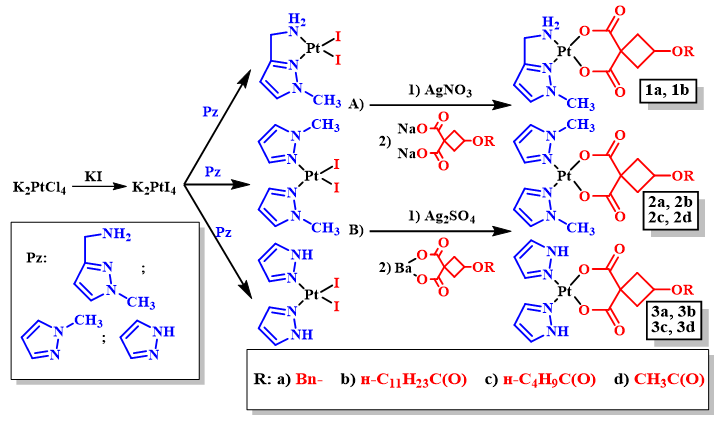 NH2
N
Pt
I
I
N
N
CH3
Pz
A)
1) AgNO3
2)
NaO
O
NaO
O
OR
NH2
N
Pt
O
O
O
O
OR
N
CH3
1a, 1b
CH3
N
N
Pt
I
I
N
N
CH3
K2PtCl4
KI
K2PtI4
Pz
CH3
N
N
Pt
O
O
O
O
OR
N
N
CH3
2a, 2b
2c, 2d
Pz
B)
1) Ag2SO4
2)
Ba
O
O
O
O
OR
NH
N
Pt
I
I
N
NH
NH
N
Pt
O
O
O
O
OR
N
NH
3a, 3b
3c, 3d
Pz:
NH2
N
N
CH3
;
N
CH3
N
;
NH
N
R: a) Bn- b) н-C11H23C(O) c) н-C4H9C(O) d) CH3C(O)